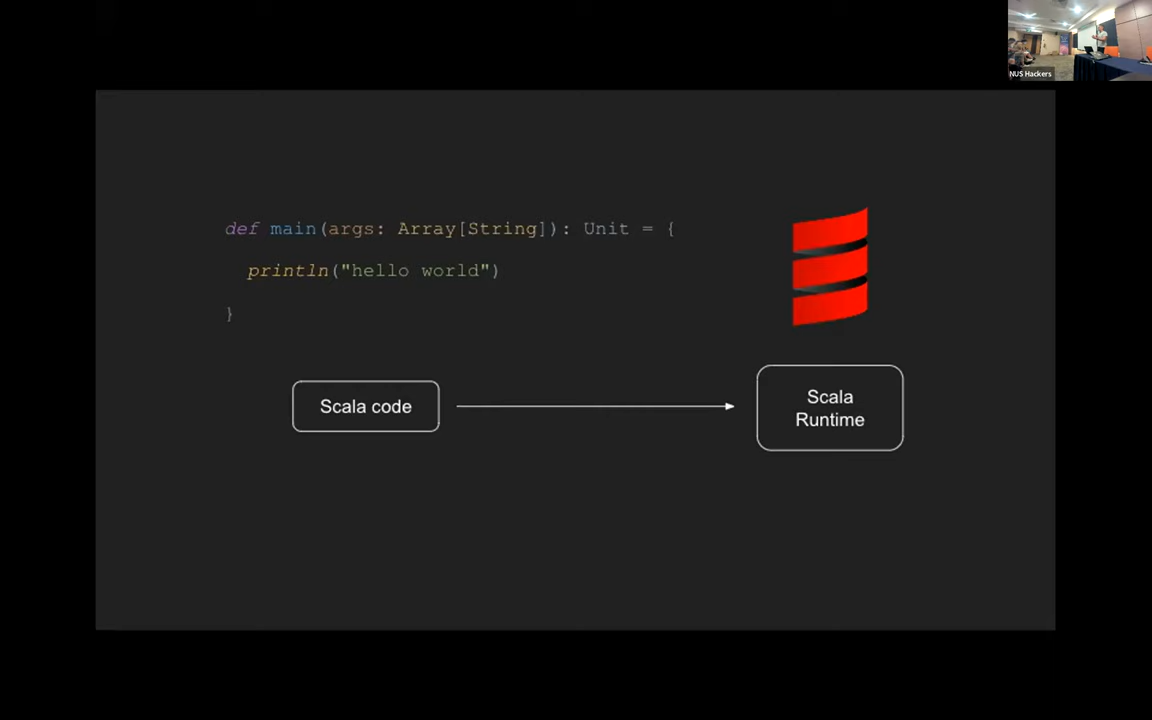 NUS Hackers
def main(args: Array[String]): Unit = {
println("hello world")
}
Scala code
Scala
Runtime